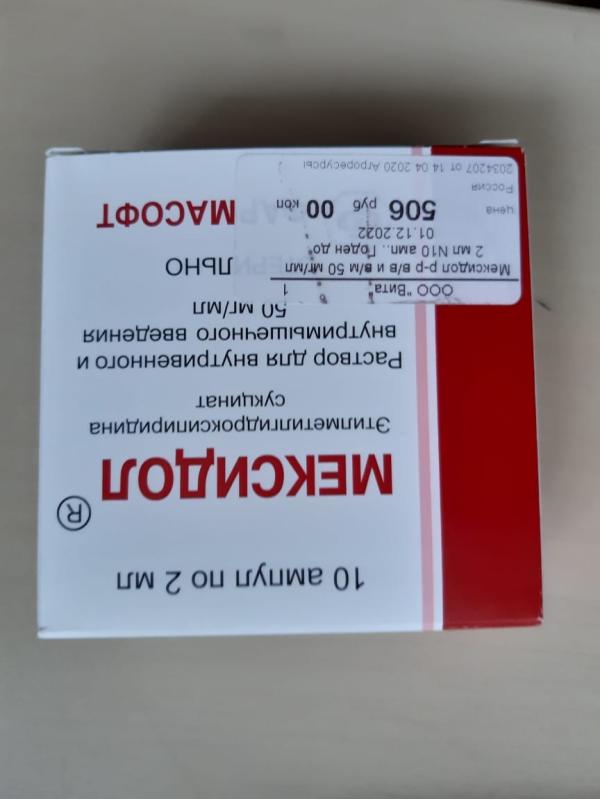 10 ампул по 2 мл
МЕКСИДОЛ®
Этилметилгидроксипиридина
сукцинат
Раствор для внутривенного и
внутримышечного введения
50 мг/мл
ЛЬНО
МАСОФТ
ООО "Вита" 1
Мексидол р-р в/в и в/м 50 мг/мл
2 мл N10 амп.. Годен до
01.12.2022
цена 506 руб 00 коп
Россия
2034207 от 14 04 2020 Агроресурсы